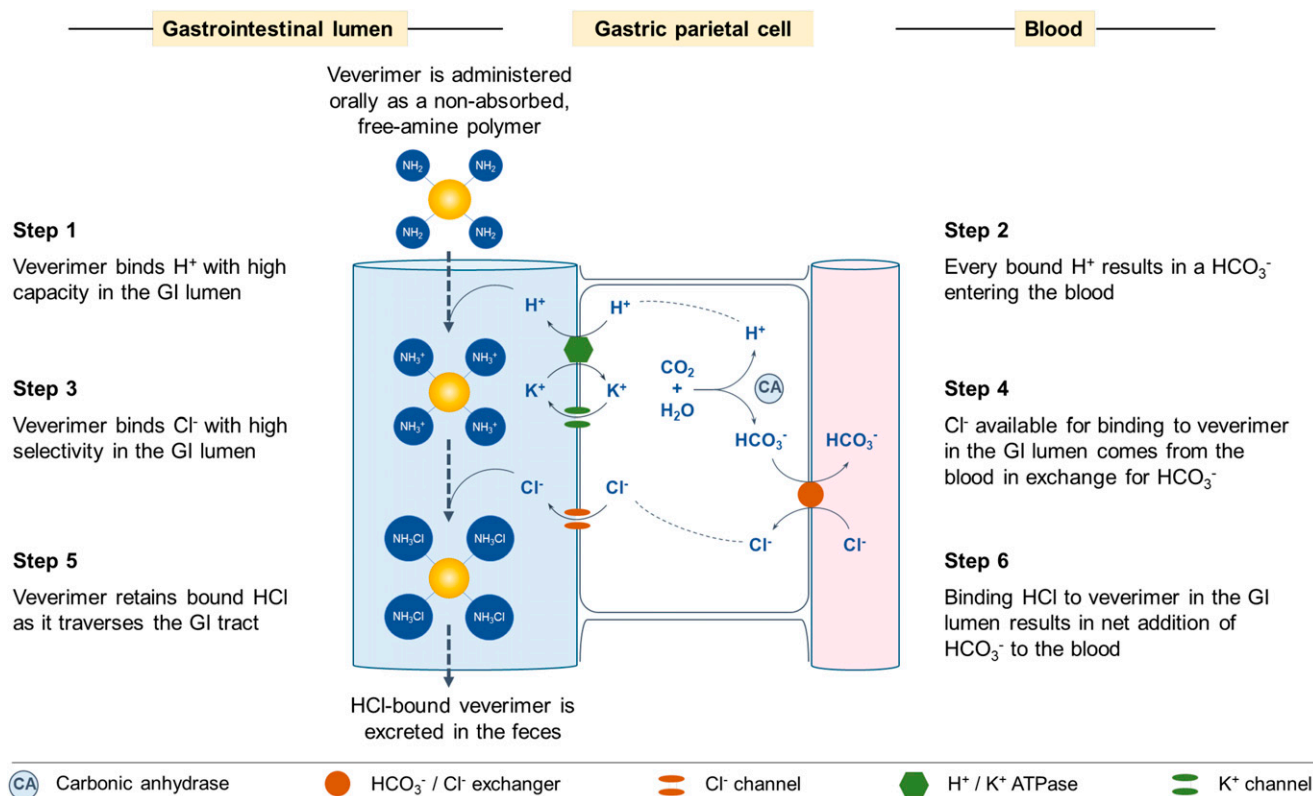 Gastrointestinal lumen
Gastric parietal cell
Blood
Veverimer is administered
orally as a non-absorbed,
free-amine polymer
NH₂
NH₂
NH₂
NH₂
Step 1
Veverimer binds H⁺ with high
capacity in the GI lumen
Step 3
Veverimer binds Cl⁻ with high
selectivity in the GI lumen
Step 5
Veverimer retains bound HCl
as it traverses the GI tract
H⁺
H⁺
H⁺
NH₃⁺
NH₃⁺
NH₃⁺
NH₃⁺
K⁺
K⁺
CO₂
+
H₂O
CA
HCO₃⁻
HCO₃⁻
Cl⁻
Cl⁻
Cl⁻
Cl⁻
NH₃Cl
NH₃Cl
NH₃Cl
NH₃Cl
HCl-bound veverimer is
excreted in the feces
Step 2
Every bound H⁺ results in a HCO₃⁻
entering the blood
Step 4
Cl⁻ available for binding to veverimer
in the GI lumen comes from the
blood in exchange for HCO₃⁻
Step 6
Binding HCl to veverimer in the GI
lumen results in net addition of
HCO₃⁻ to the blood
CA Carbonic anhydrase
HCO₃⁻ / Cl⁻ exchanger
Cl⁻ channel
H⁺ / K⁺ ATPase
K⁺ channel